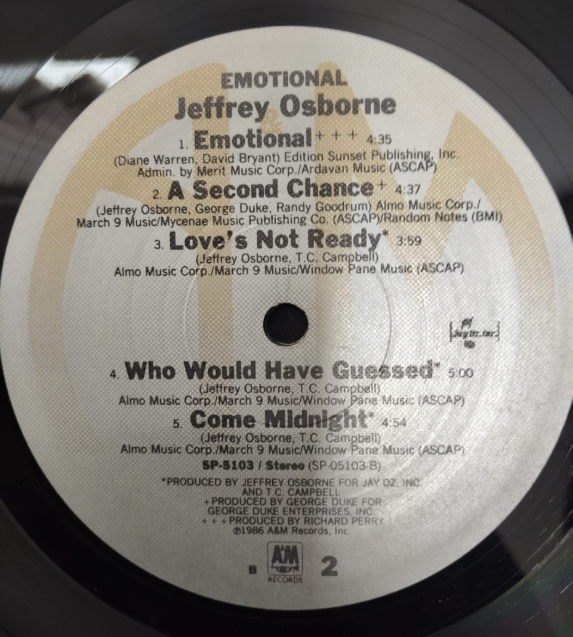 EMOTIONAL
Jeffrey Osborne
1. Emotional+++ 4:35
(Diane Warren, David Bryant) Edition Sunset Publishing, Inc.
Admin. by Merit Music Corp./Ardavan Music (ASCAP)
2. A Second Chance+ 4:37
(Jeffrey Osborne, George Duke, Randy Goodrum) Almo Music Corp./
March 9 Music/Mycenae Music Publishing Co. (ASCAP)/Random Notes (BMI)
3. Love's Not Ready* 3:59
(Jeffrey Osborne, T.C. Campbell)
Almo Music Corp./March 9 Music/Window Pane Music (ASCAP)
4. Who Would Have Guessed* 5:00
(Jeffrey Osborne, T.C. Campbell)
Almo Music Corp./March 9 Music/Window Pane Music (ASCAP)
5. Come Midnight* 4:54
(Jeffrey Osborne, T.C. Campbell)
Almo Music Corp./March 9 Music/Window Pane Music (ASCAP)
SP-5103 / Stereo (SP-05103-B)
*PRODUCED BY JEFFREY OSBORNE FOR JAY OZ, INC.
AND T.C. CAMPBELL
+PRODUCED BY GEORGE DUKE FOR
GEORGE DUKE ENTERPRISES, INC.
+++PRODUCED BY RICHARD PERRY
℗1986 A&M Records, Inc.
B A&M 2
RECORDS